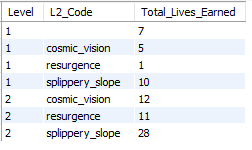 Level L2_Code Total_Lives_Earned
1 7
1 cosmic_vision 5
1 resurgence 1
1 splippery_slope 10
2 cosmic_vision 12
2 resurgence 11
2 splippery_slope 28